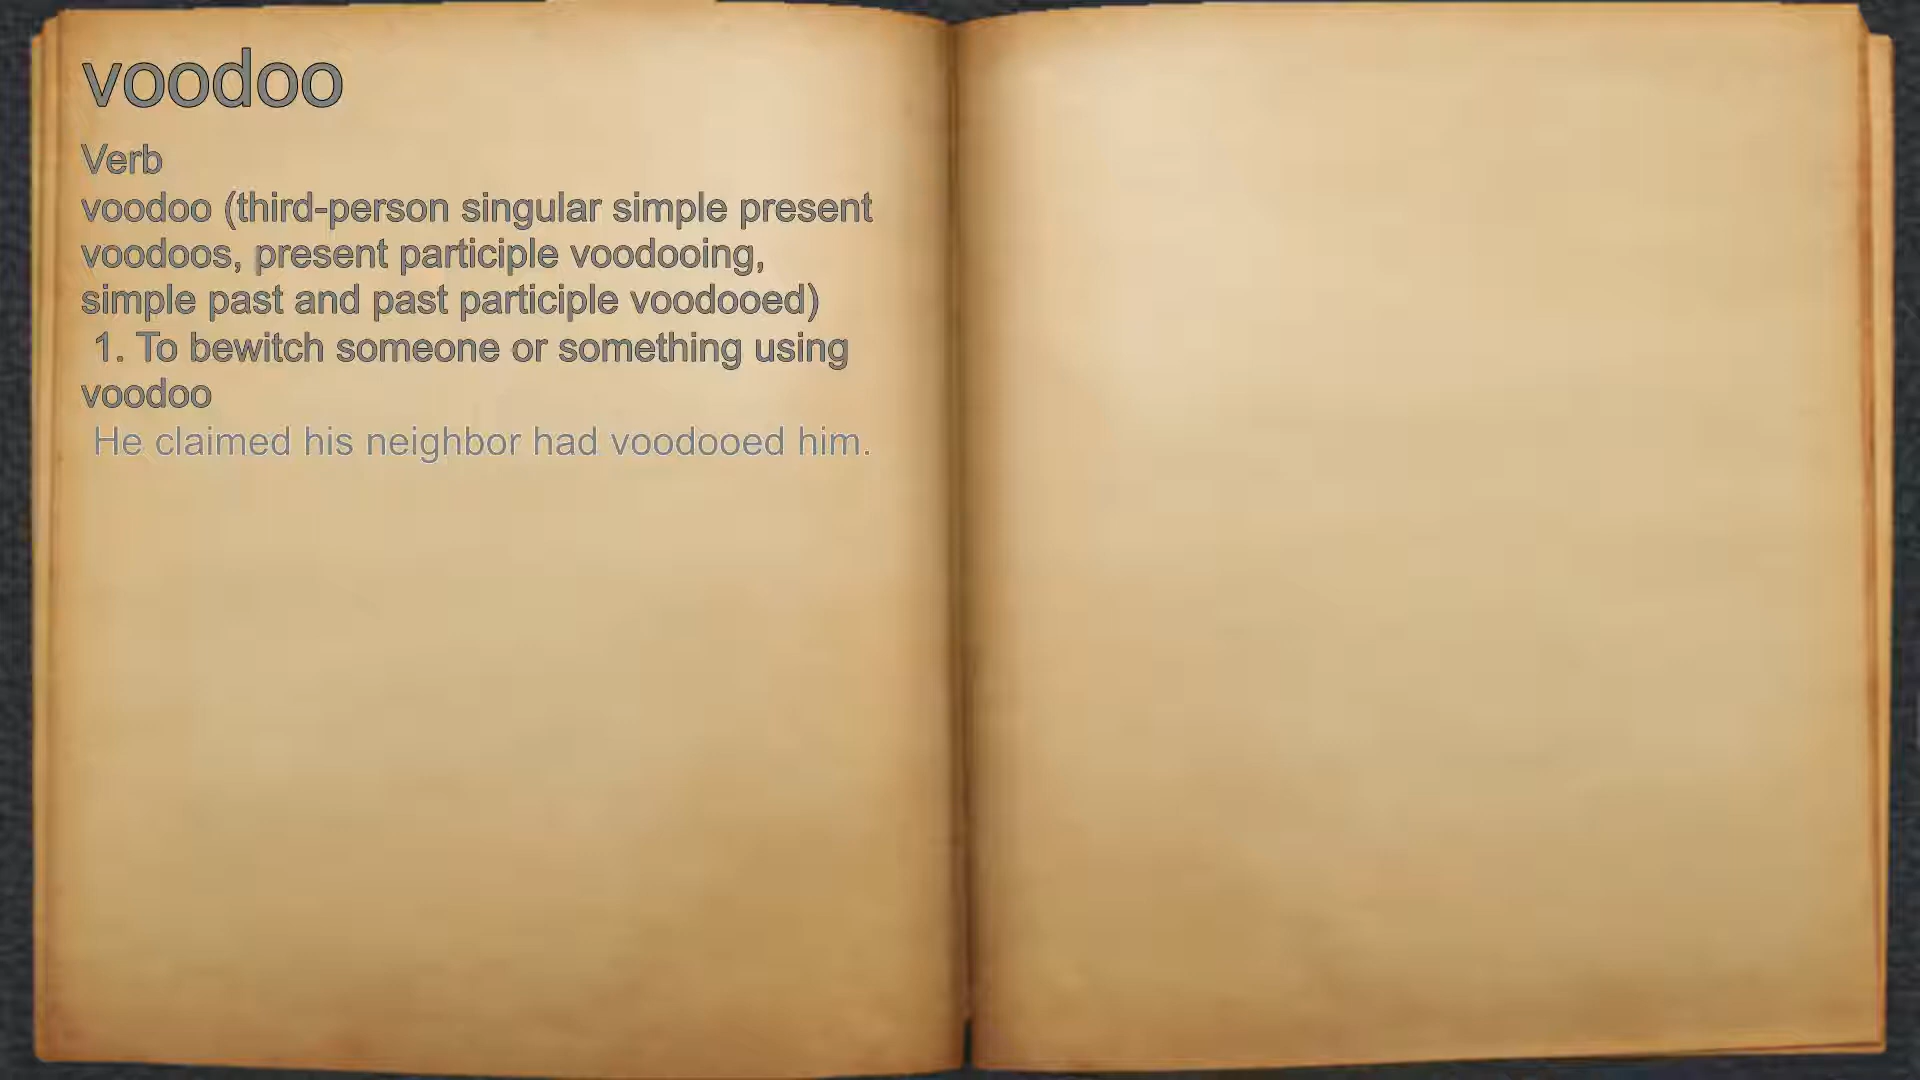 voodoo
Verb
voodoo (third-person singular simple present
voodoos, present participle voodooing,
simple past and past participle voodooed)
1. To bewitch someone or something using
voodoo
He claimed his neighbor had voodooed him.